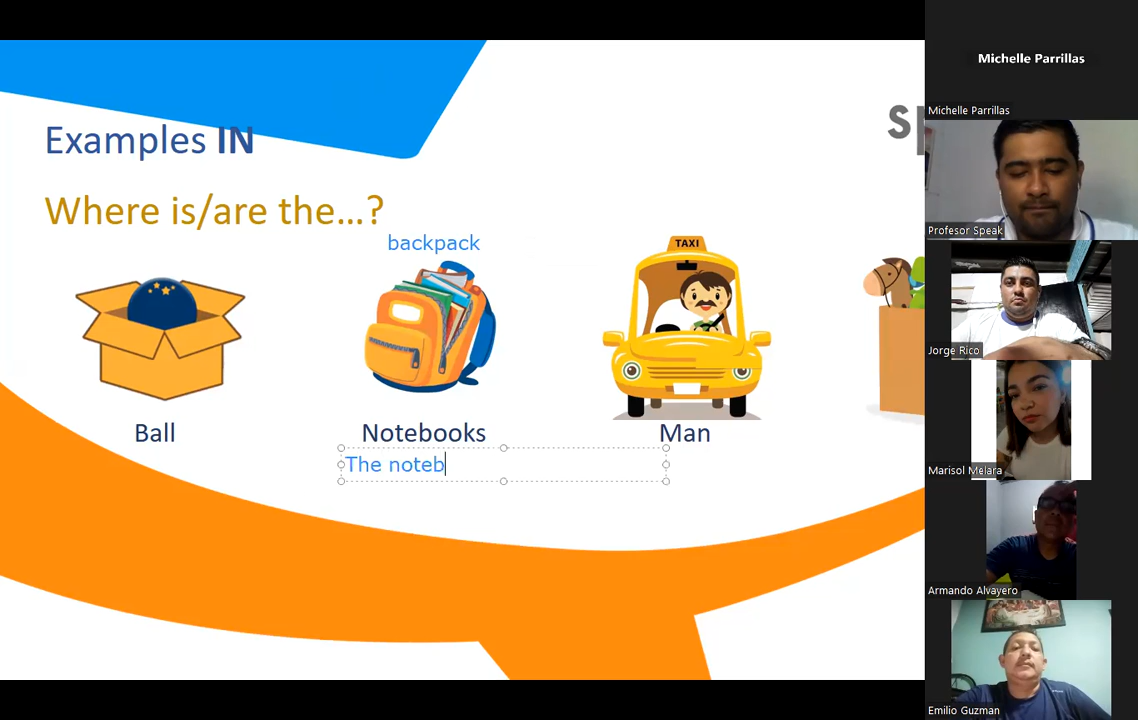 Examples IN
Where is/are the...?
backpack
TAXI
Ball
Notebooks
Man
The noteb
Michelle Parrillas
Michelle Parrillas
Profesor Speak
Jorge Rico
Marisol Melara
Armando Alvayero
Emilio Guzman